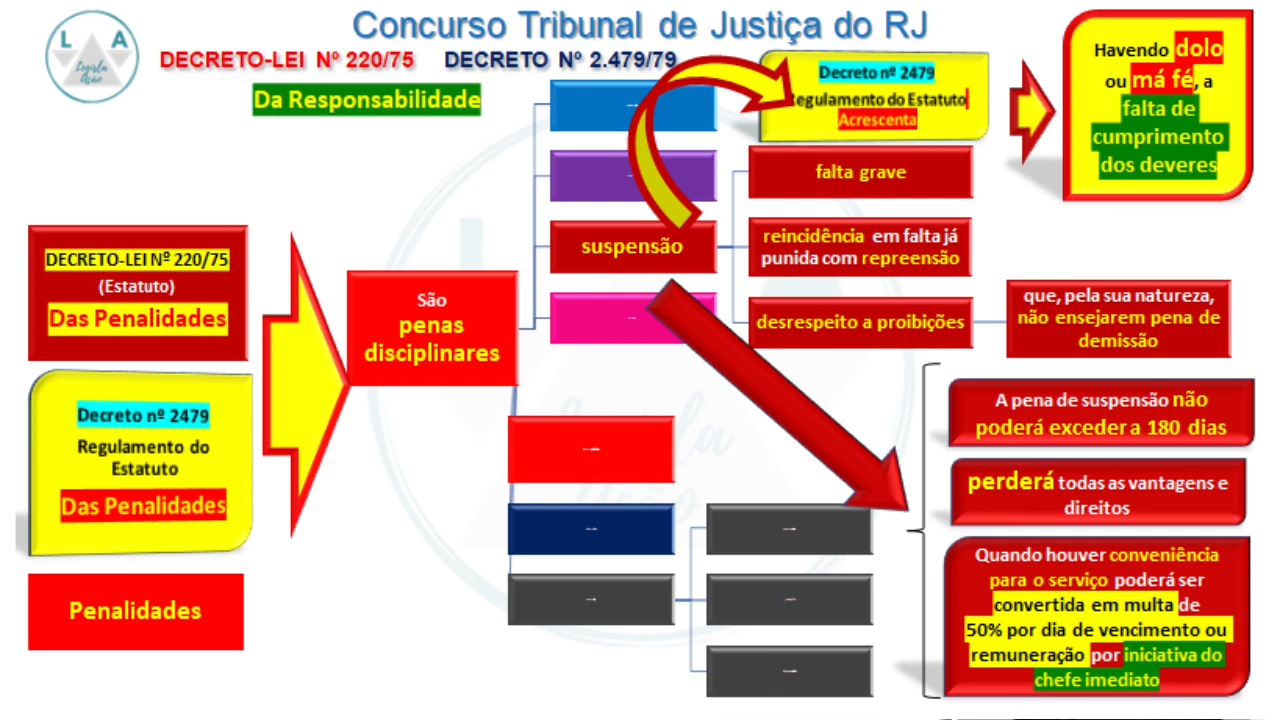 Concurso Tribunal de Justiça do RJ
L A
Legisla
Ação
DECRETO-LEI Nº 220/75 DECRETO Nº 2.479/79
Da Responsabilidade
Decreto nº 2479
Regulamento do Estatuto
Acrescenta
Havendo dolo
ou má fé, a
falta de
cumprimento
dos deveres
falta grave
suspensão
reincidência em falta já
punida com repreensão
desrespeito a proibições
que, pela sua natureza,
não ensejarem pena de
demissão
DECRETO-LEI Nº 220/75
(Estatuto)
Das Penalidades
São
penas
disciplinares
Decreto nº 2479
Regulamento do
Estatuto
Das Penalidades
Penalidades
A pena de suspensão não
poderá exceder a 180 dias
perderá todas as vantagens e
direitos
Quando houver conveniência
para o serviço poderá ser
convertida em multa de
50% por dia de vencimento ou
remuneração por iniciativa do
chefe imediato